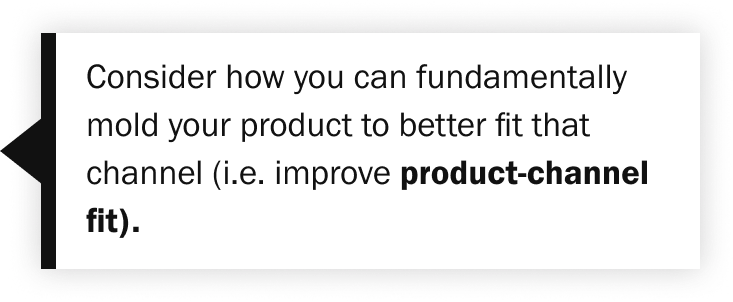 Consider how you can fundamentally
mold your product to better fit that
channel (i.e. improve product-channel
fit).